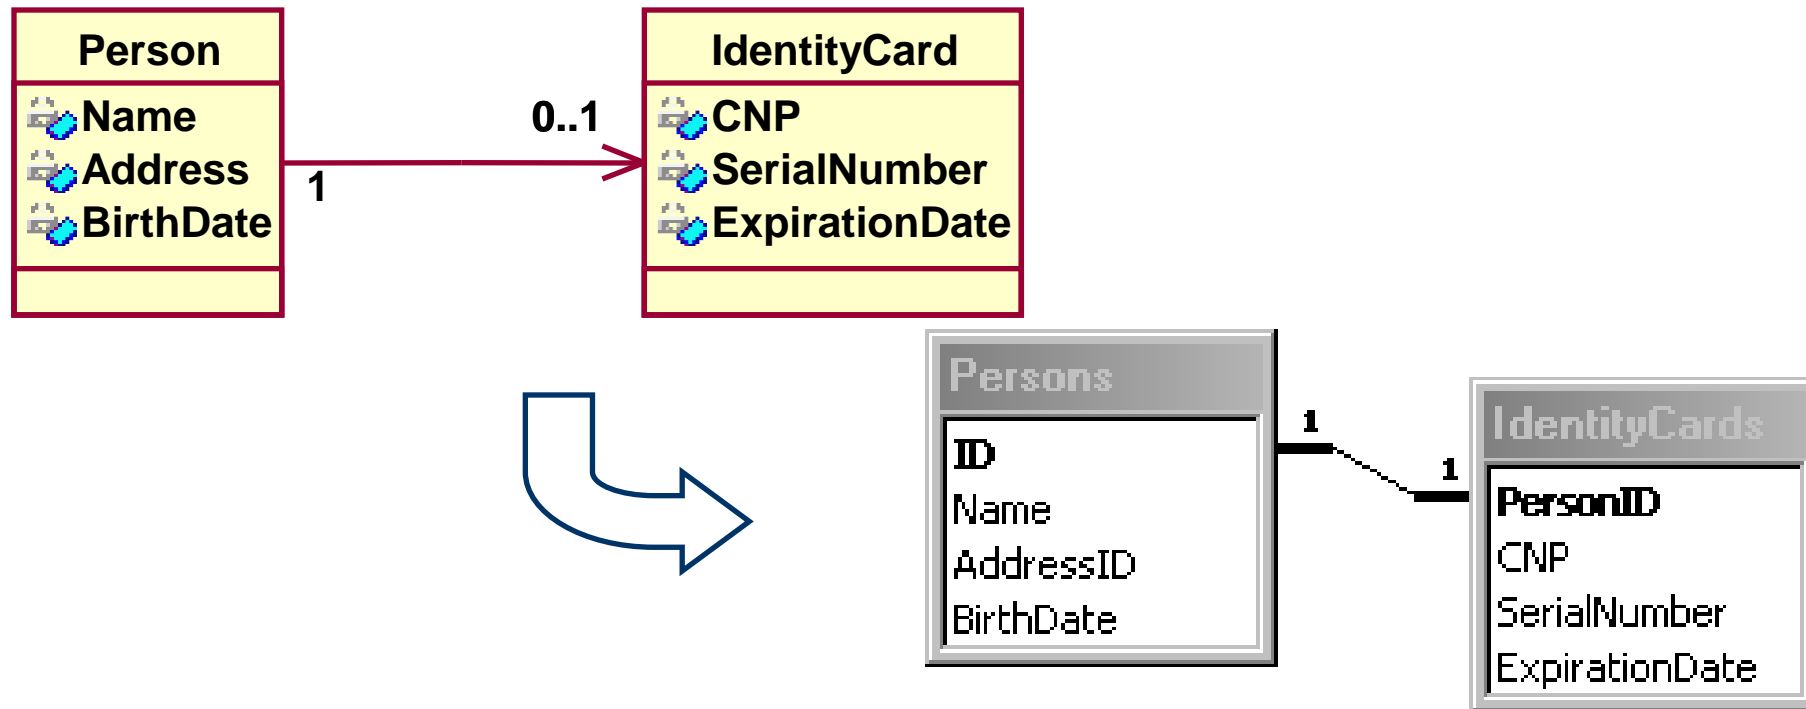 Person
Name
Address
BirthDate
1
0..1
IdentityCard
CNP
SerialNumber
ExpirationDate
Persons
ID
Name
AddressID
BirthDate
1
1
IdentityCards
PersonID
CNP
SerialNumber
ExpirationDate